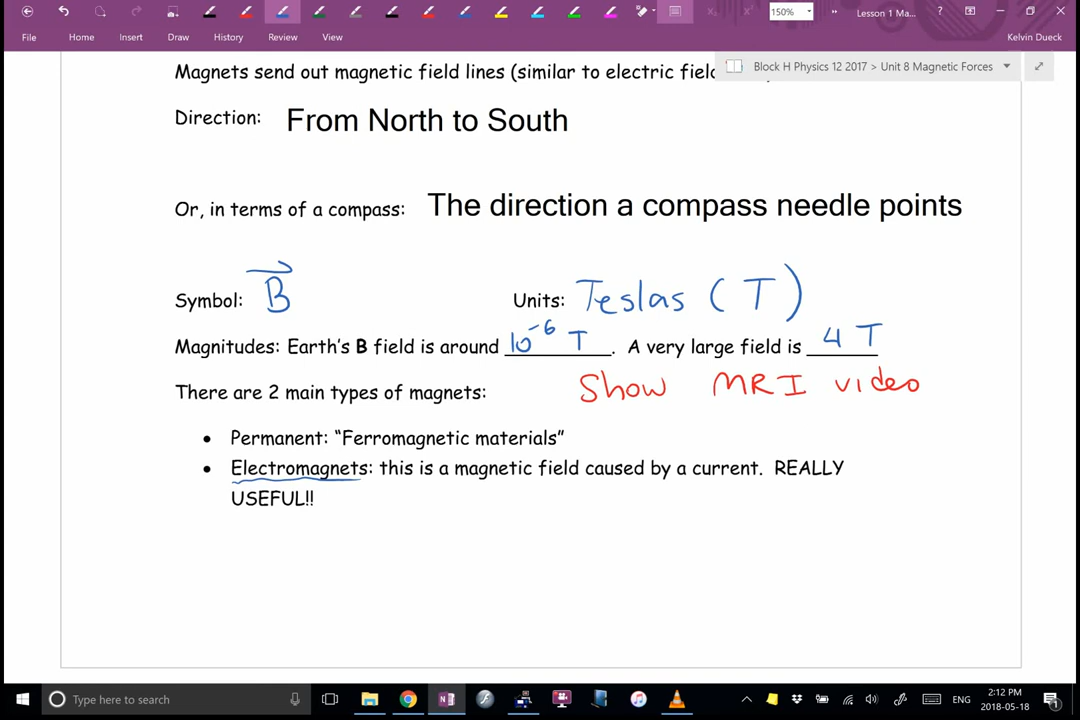 150%
Lesson 1 Ma...
?
File
Home
Insert
Draw
History
Review
View
Kelvin Dueck
Magnets send out magnetic field lines (similar to electric field
Block H Physics 12 2017 > Unit 8 Magnetic Forces
Direction: From North to South
Or, in terms of a compass: The direction a compass needle points
Symbol: B Units: Teslas (T)
Magnitudes: Earth's B field is around 10⁻⁶ T. A very large field is 4 T
There are 2 main types of magnets: Show MRI video
• Permanent: "Ferromagnetic materials"
• Electromagnets: this is a magnetic field caused by a current. REALLY
USEFUL!!
Type here to search
ENG
2:12 PM
2018-05-18